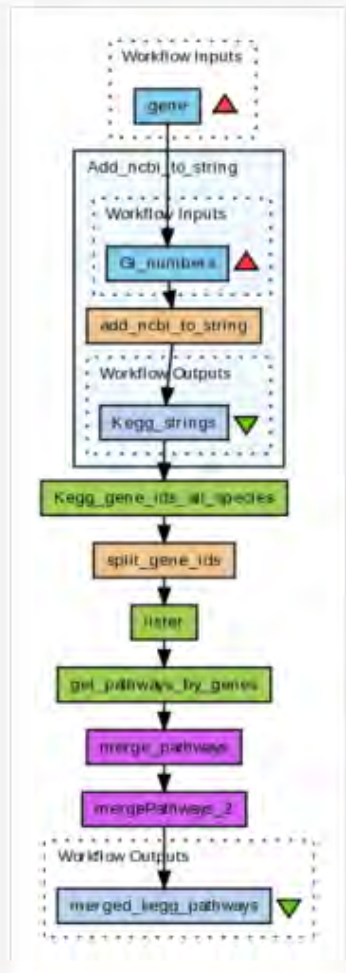 Workflow Inputs
gene
Add_ncbi_to_string
Workflow Inputs
GI_numbers
add_ncbi_to_string
Workflow Outputs
Kegg_strings
Kegg_gene_ids_all_species
split_gene_ids
lister
get_pathways_by_genes
merge_pathways
mergePathways_2
Workflow Outputs
merged_kegg_pathways